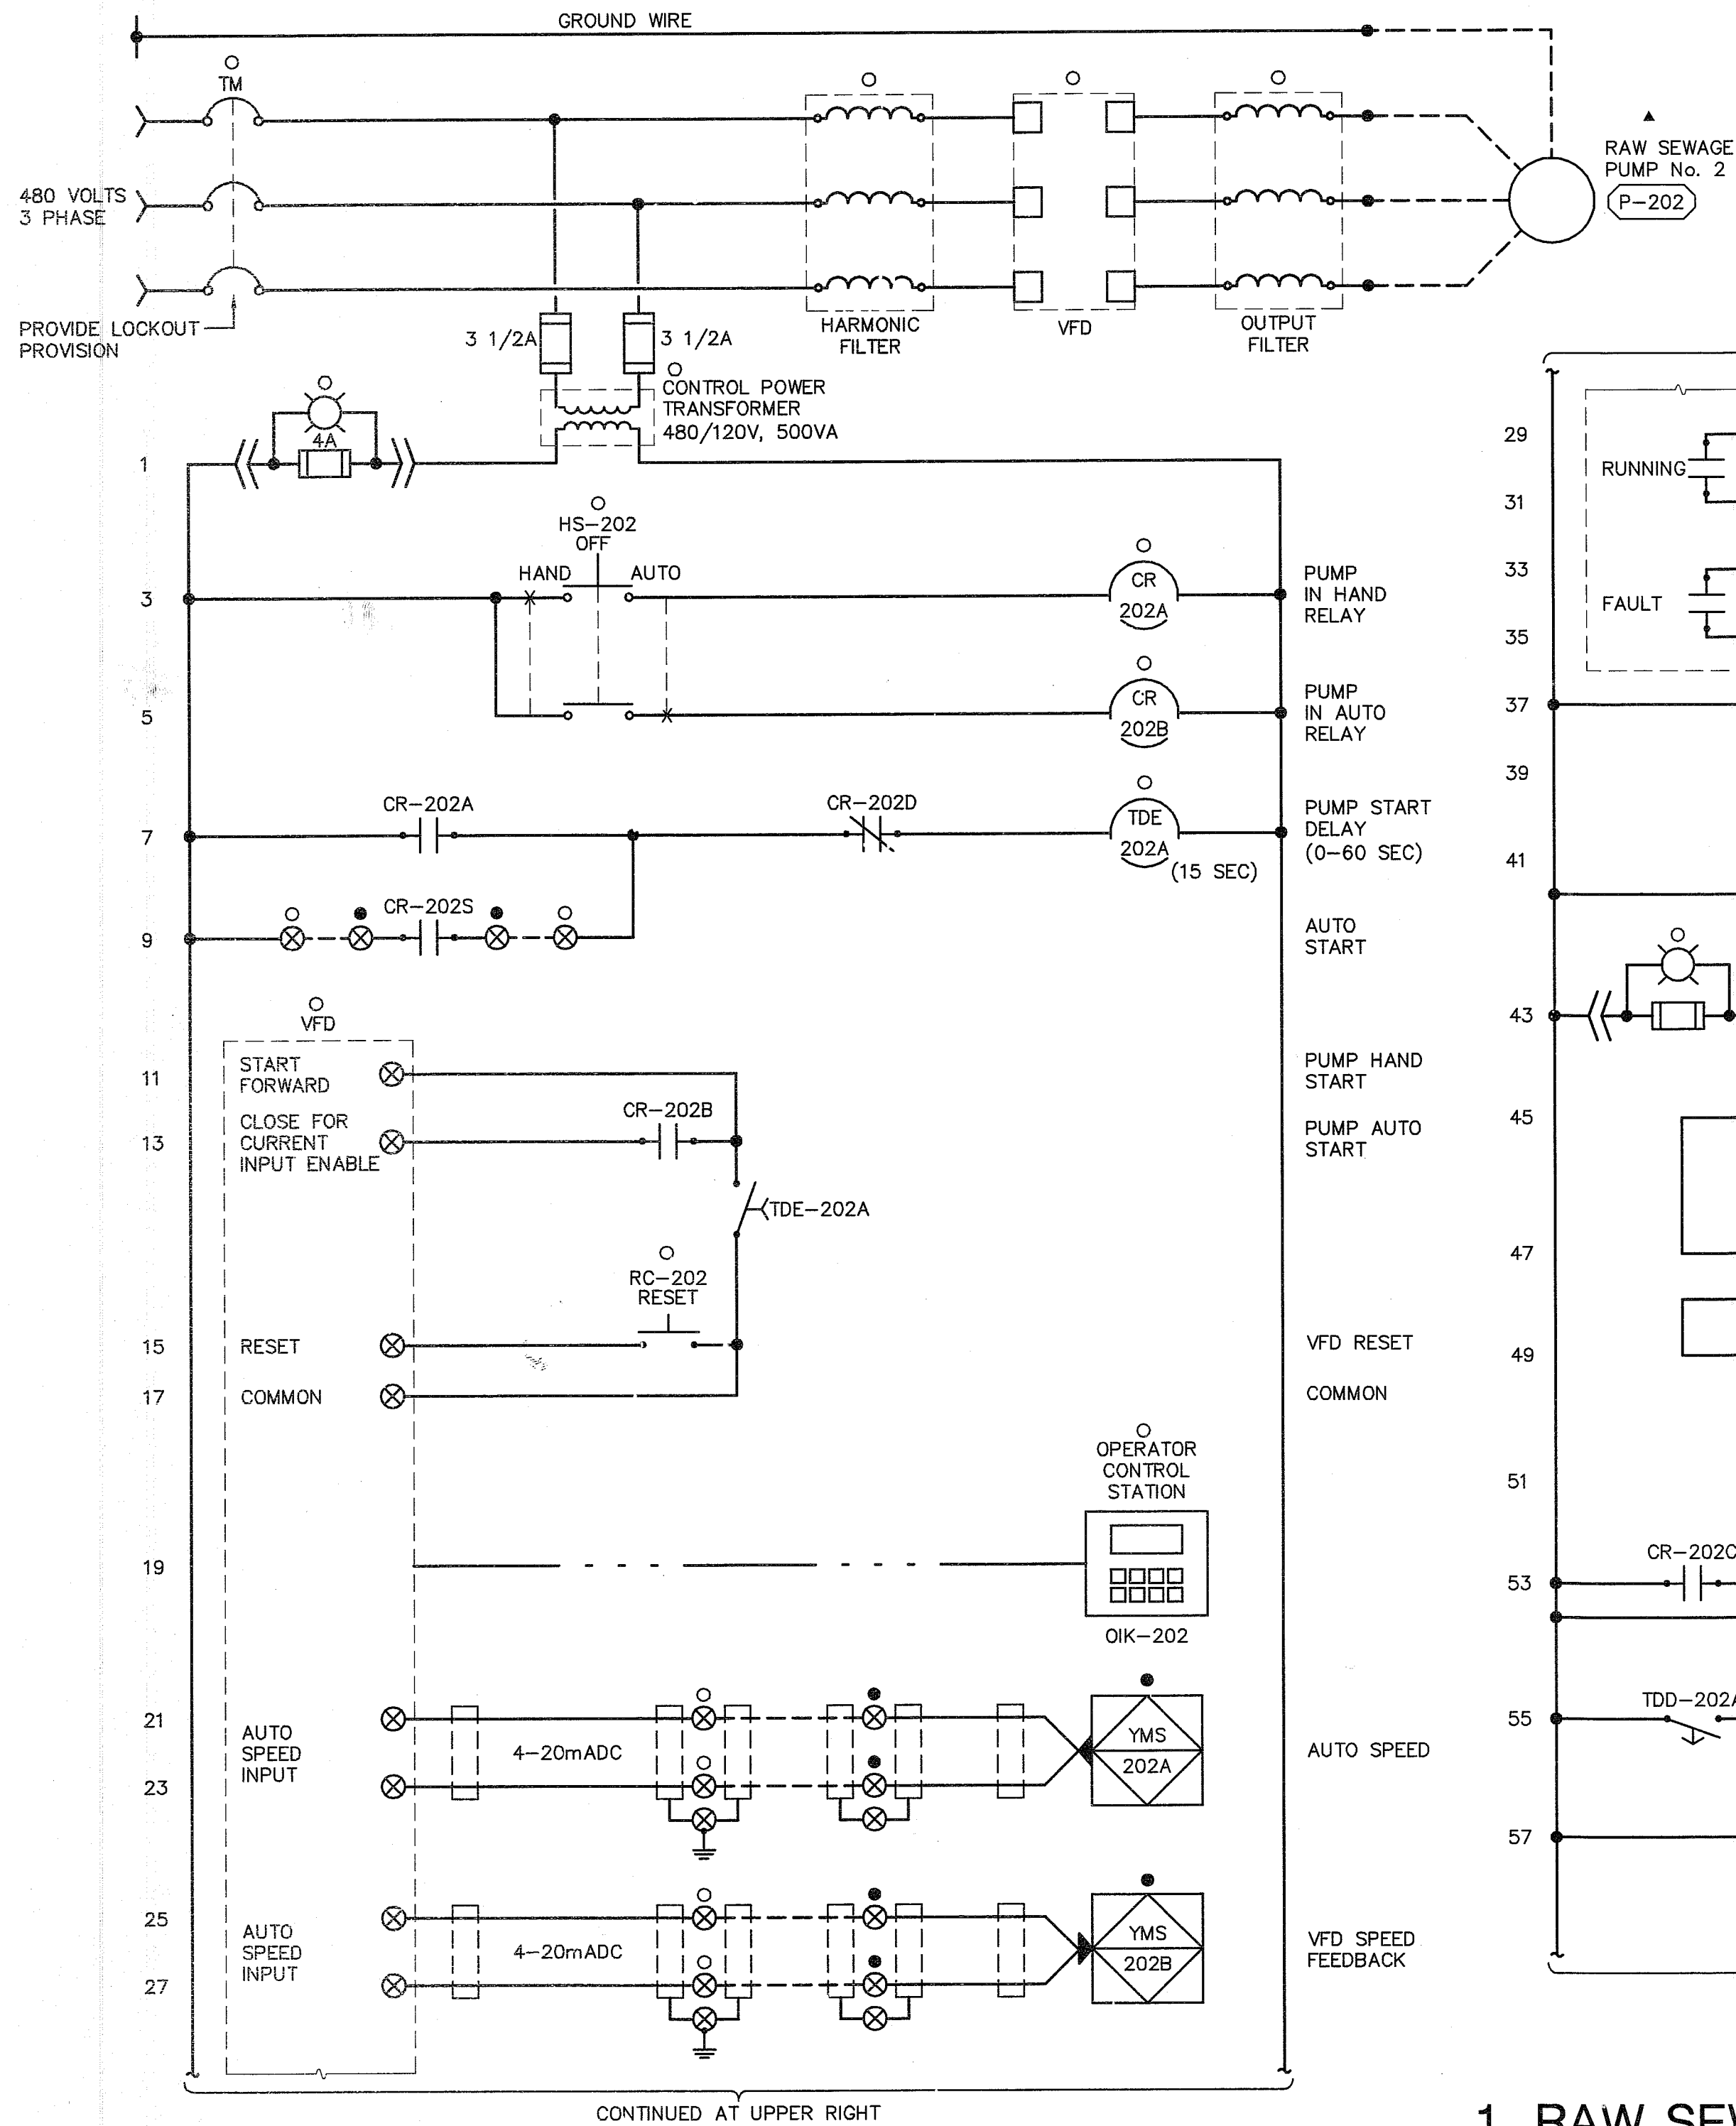 GROUND WIRE
TM
480 VOLTS
3 PHASE
PROVIDE LOCKOUT
PROVISION
HARMONIC
FILTER
VFD
OUTPUT
FILTER
RAW SEWAGE
PUMP No. 2
P-202
3 1/2A
3 1/2A
CONTROL POWER
TRANSFORMER
480/120V, 500VA
1
4A
HS-202
OFF
HAND
AUTO
3
CR
202A
PUMP
IN HAND
RELAY
5
CR
202B
PUMP
IN AUTO
RELAY
7
CR-202A
CR-202D
TDE
202A
(15 SEC)
PUMP START
DELAY
(0-60 SEC)
9
CR-202S
AUTO
START
VFD
11
START
FORWARD
PUMP HAND
START
13
CLOSE FOR
CURRENT
INPUT ENABLE
CR-202B
PUMP AUTO
START
TDE-202A
RC-202
RESET
15
RESET
VFD RESET
17
COMMON
COMMON
OPERATOR
CONTROL
STATION
19
OIK-202
21
AUTO
SPEED
INPUT
4-20mADC
YMS
202A
AUTO SPEED
23
25
AUTO
SPEED
INPUT
4-20mADC
YMS
202B
VFD SPEED
FEEDBACK
27
CONTINUED AT UPPER RIGHT
29
RUNNING
31
33
FAULT
35
37
39
41
43
45
47
49
51
CR-202C
53
TDD-202A
55
57
1 RAW SEW